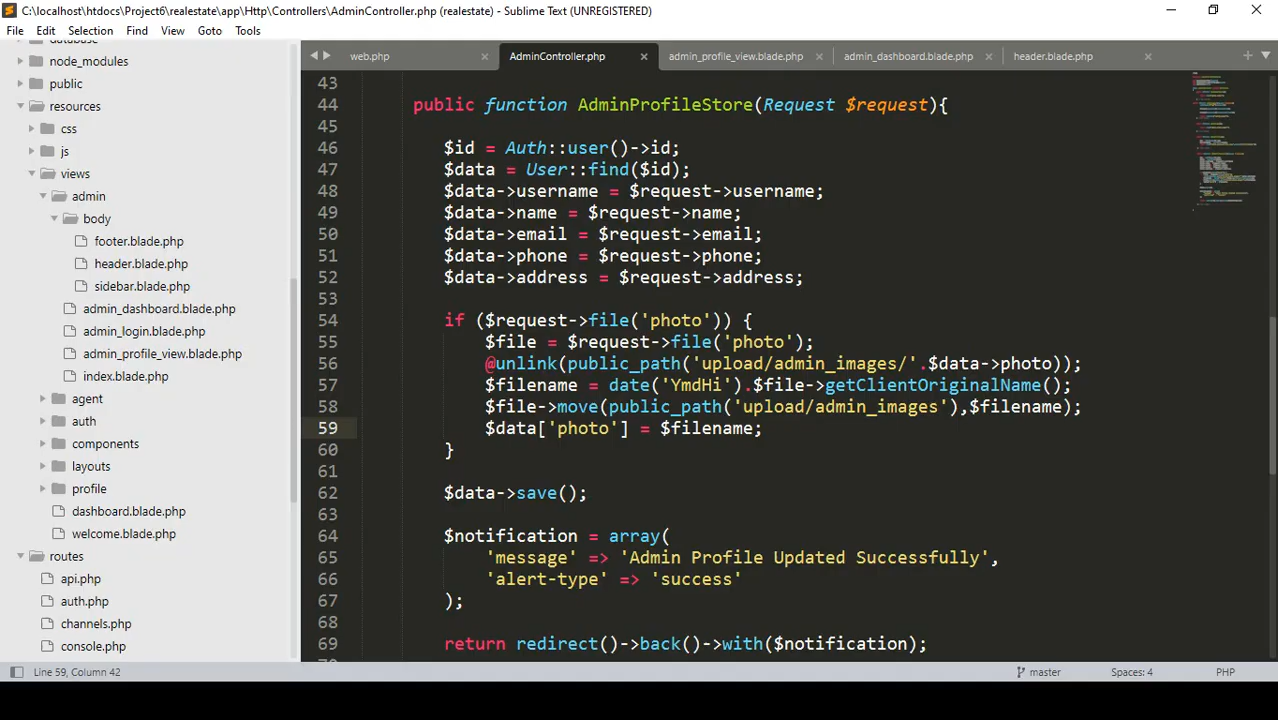 C:\localhost\htdocs\Project6\realestate\app\Http\Controllers\AdminController.php (realestate) - Sublime Text (UNREGISTERED)
File Edit Selection Find View Goto Tools
database
node_modules
public
resources
css
js
views
admin
body
footer.blade.php
header.blade.php
sidebar.blade.php
admin_dashboard.blade.php
admin_login.blade.php
admin_profile_view.blade.php
index.blade.php
agent
auth
components
layouts
profile
dashboard.blade.php
welcome.blade.php
routes
api.php
auth.php
channels.php
console.php
web.php AdminController.php admin_profile_view.blade.php admin_dashboard.blade.php header.blade.php
43
44 public function AdminProfileStore(Request $request){
45
46 $id = Auth::user()->id;
47 $data = User::find($id);
48 $data->username = $request->username;
49 $data->name = $request->name;
50 $data->email = $request->email;
51 $data->phone = $request->phone;
52 $data->address = $request->address;
53
54 if ($request->file('photo')) {
55 $file = $request->file('photo');
56 @unlink(public_path('upload/admin_images/'.$data->photo));
57 $filename = date('YmdHi').$file->getClientOriginalName();
58 $file->move(public_path('upload/admin_images'),$filename);
59 $data['photo'] = $filename;
60 }
61
62 $data->save();
63
64 $notification = array(
65 'message' => 'Admin Profile Updated Successfully',
66 'alert-type' => 'success'
67 );
68
69 return redirect()->back()->with($notification);
Line 59, Column 42 master Spaces: 4 PHP